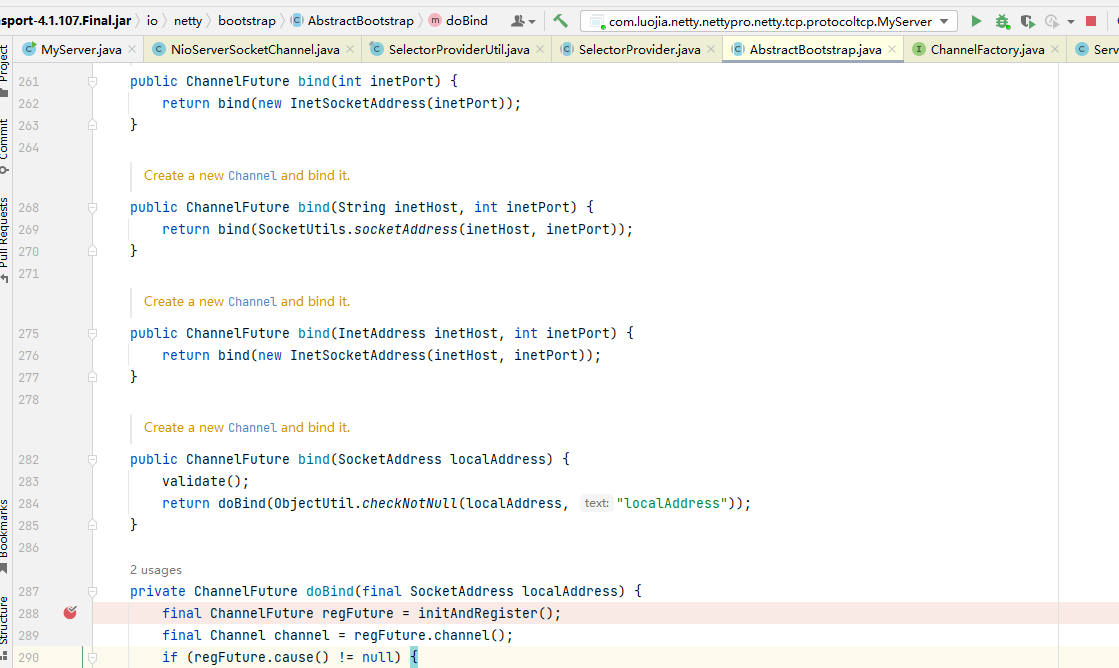 sport-4.1.107.Final.jar io netty bootstrap AbstractBootstrap doBind com.luojia.netty.nettypro.netty.tcp.protocoltcp.MyServer
MyServer.java NioServerSocketChannel.java SelectorProviderUtil.java SelectorProvider.java AbstractBootstrap.java ChannelFactory.java Serv
Project
Commit
Pull Requests
Bookmarks
Structure
261 public ChannelFuture bind(int inetPort) {
262 return bind(new InetSocketAddress(inetPort));
263 }
264
Create a new Channel and bind it.
268 public ChannelFuture bind(String inetHost, int inetPort) {
269 return bind(SocketUtils.socketAddress(inetHost, inetPort));
270 }
271
Create a new Channel and bind it.
275 public ChannelFuture bind(InetAddress inetHost, int inetPort) {
276 return bind(new InetSocketAddress(inetHost, inetPort));
277 }
278
Create a new Channel and bind it.
282 public ChannelFuture bind(SocketAddress localAddress) {
283 validate();
284 return doBind(ObjectUtil.checkNotNull(localAddress, text: "localAddress"));
285 }
286
2 usages
287 private ChannelFuture doBind(final SocketAddress localAddress) {
288 final ChannelFuture regFuture = initAndRegister();
289 final Channel channel = regFuture.channel();
290 if (regFuture.cause() != null) {